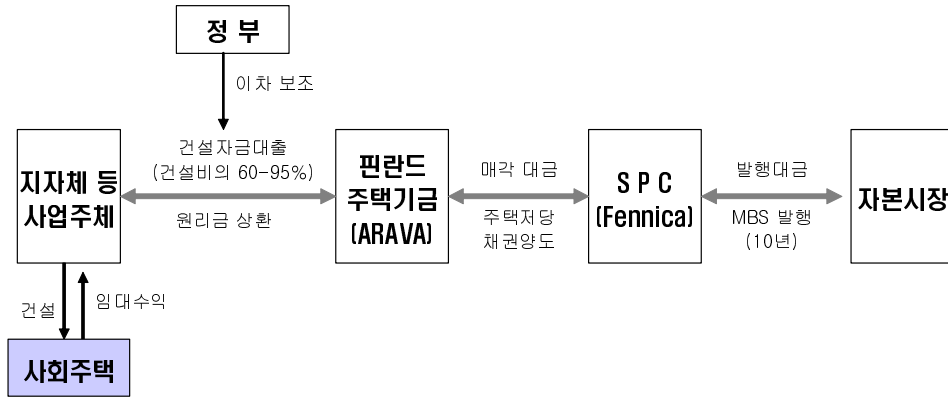 정 부
이차 보조
지자체 등
사업주체
건설자금대출
(건설비의 60-95%)
원리금 상환
핀란드
주택기금
(ARAVA)
매각 대금
주택저당
채권양도
S P C
(Fennica)
발행대금
MBS 발행
(10년)
자본시장
건설
임대수익
사회주택